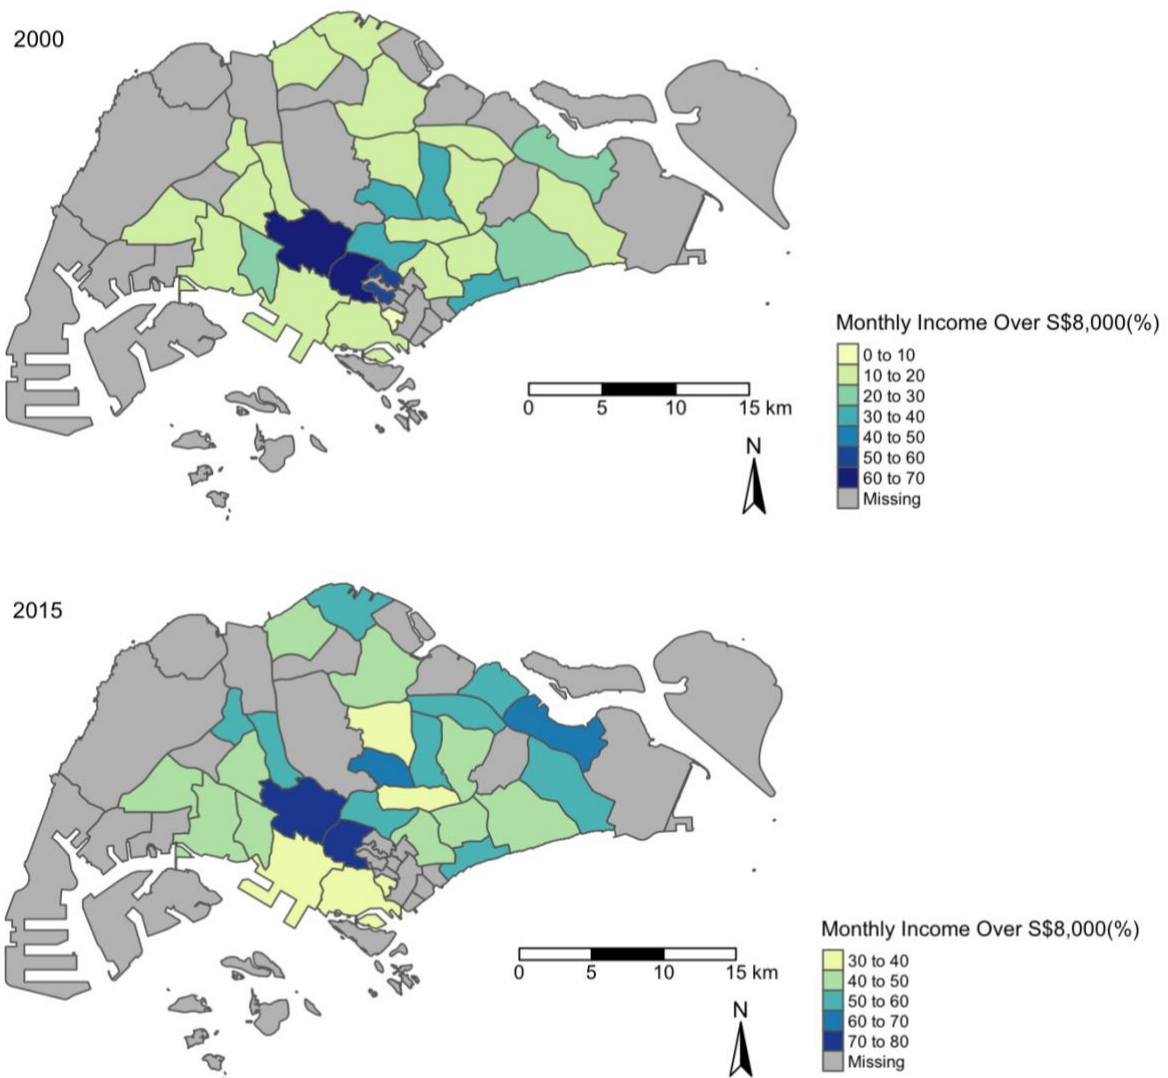 2000
Monthly Income Over S$8,000(%)
0 to 10
10 to 20
20 to 30
30 to 40
40 to 50
50 to 60
60 to 70
Missing
0 5 10 15 km
N
2015
Monthly Income Over S$8,000(%)
30 to 40
40 to 50
50 to 60
60 to 70
70 to 80
Missing
0 5 10 15 km
N